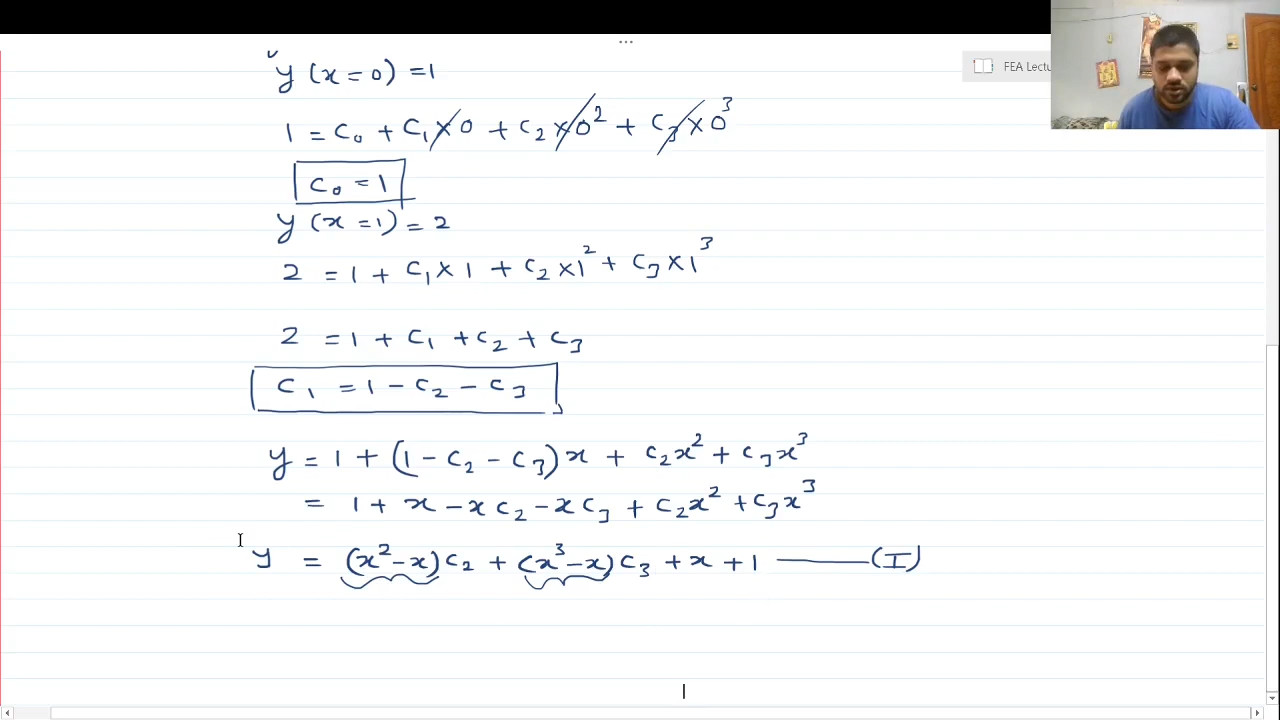 y (x = 0) = 1
FEA Lectu
1 = C₀ + C₁ × 0 + C₂ × 0² + C₃ × 0³
C₀ = 1
y (x = 1) = 2
2 = 1 + C₁ × 1 + C₂ × 1² + C₃ × 1³
2 = 1 + C₁ + C₂ + C₃
C₁ = 1 − C₂ − C₃
y = 1 + (1 − C₂ − C₃) x + C₂x² + C₃x³
= 1 + x − x C₂ − x C₃ + C₂x² + C₃x³
y = (x² − x) C₂ + (x³ − x) C₃ + x + 1 ——— (I)